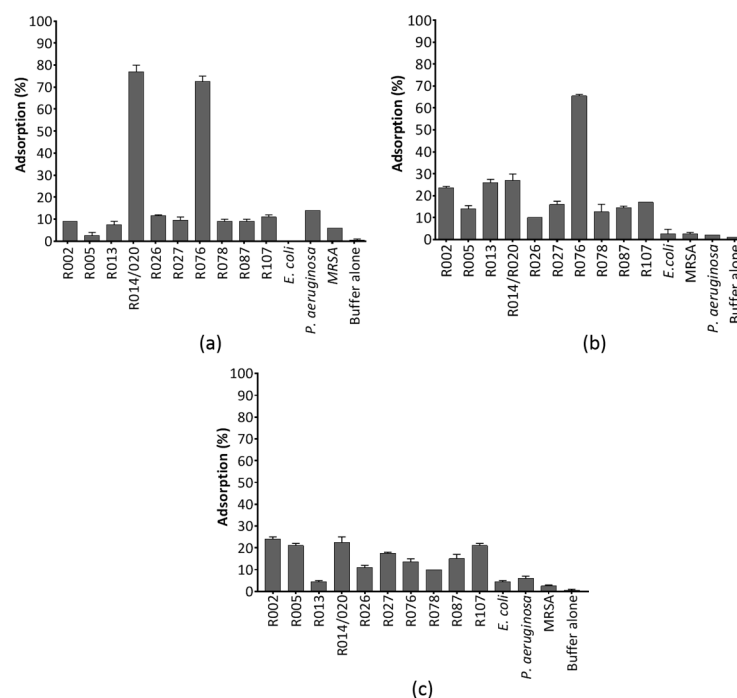 100
90
80
70
60
50
40
30
20
10
0
Adsorption (%)
R002
R005
R013
R014/020
R026
R027
R076
R078
R087
R107
E. coli
P. aeruginosa
MRSA
Buffer alone
(a)
100
90
80
70
60
50
40
30
20
10
0
Adsorption (%)
R002
R005
R013
R014/R020
R026
R027
R076
R078
R087
R107
E.coli
MRSA
P. aeruginosa
Buffer alone
(b)
100
90
80
70
60
50
40
30
20
10
0
Adsorption (%)
R002
R005
R013
R014/020
R026
R027
R076
R078
R087
R107
E. coli
P. aeruginosa
MRSA
Buffer alone
(c)